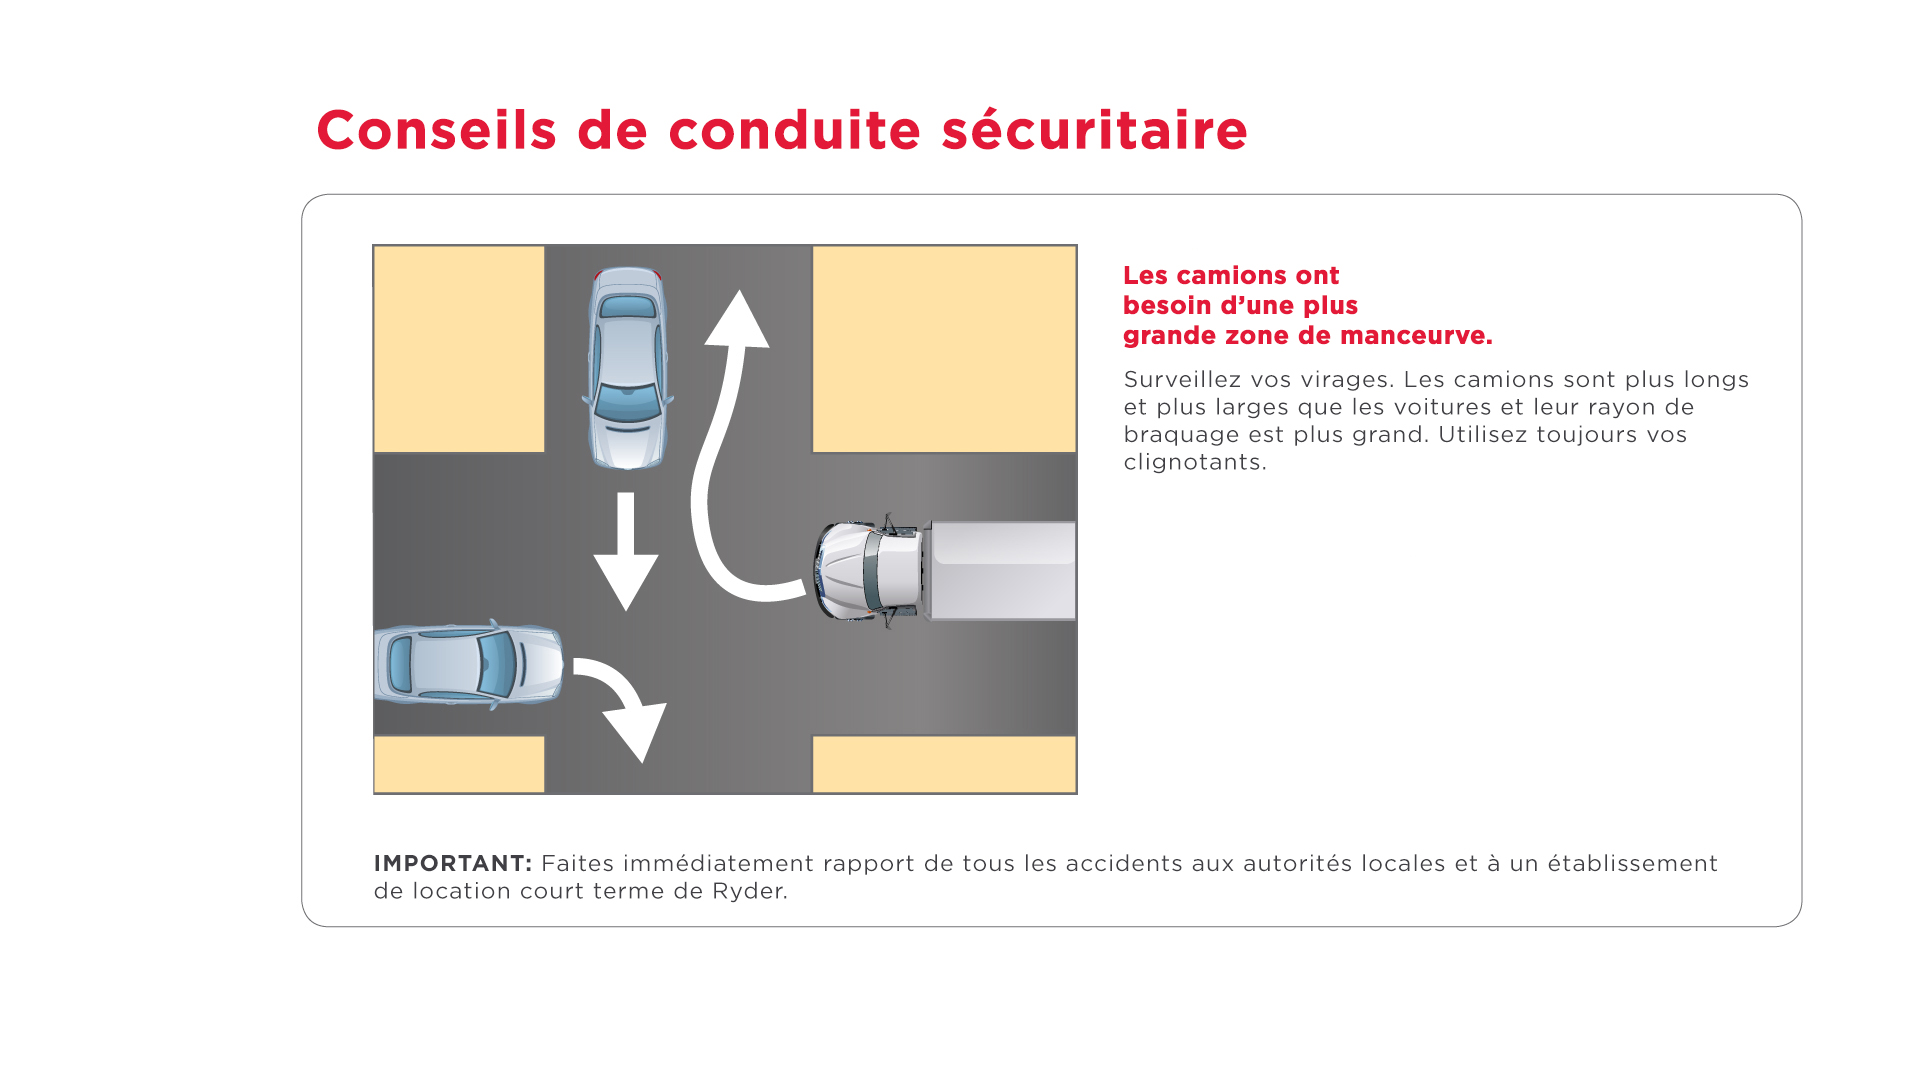 Conseils de conduite sécuritaire
Les camions ont
besoin d’une plus
grande zone de manceurve.
Surveillez vos virages. Les camions sont plus longs
et plus larges que les voitures et leur rayon de
braquage est plus grand. Utilisez toujours vos
clignotants.
IMPORTANT: Faites immédiatement rapport de tous les accidents aux autorités locales et à un établissement
de location court terme de Ryder.